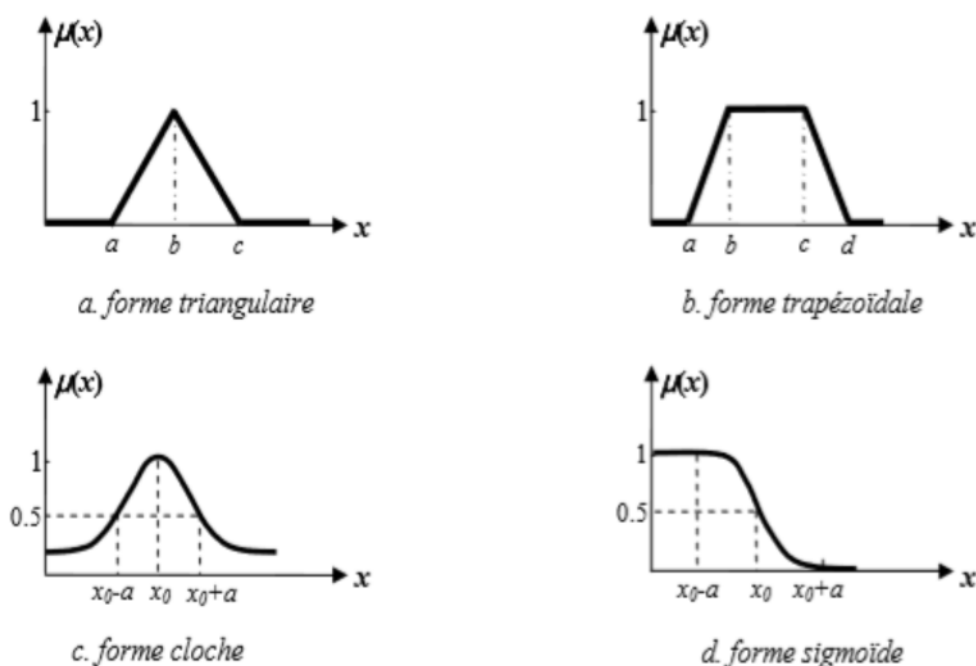 μ(x)
1
a b c x
a. forme triangulaire
μ(x)
1
a b c d x
b. forme trapézoïdale
μ(x)
1
0.5
x₀-a x₀ x₀+a x
c. forme cloche
μ(x)
1
0.5
x₀-a x₀ x₀+a x
d. forme sigmoïde